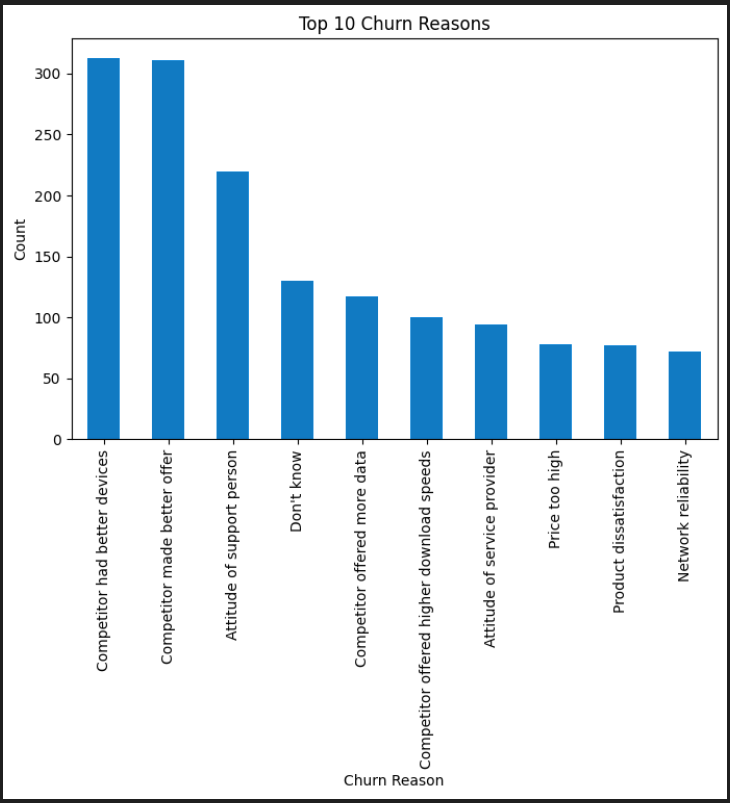 Top 10 Churn Reasons
300
250
200
150
100
50
0
Count
Competitor had better devices
Competitor made better offer
Attitude of support person
Don't know
Competitor offered more data
Competitor offered higher download speeds
Attitude of service provider
Price too high
Product dissatisfaction
Network reliability
Churn Reason